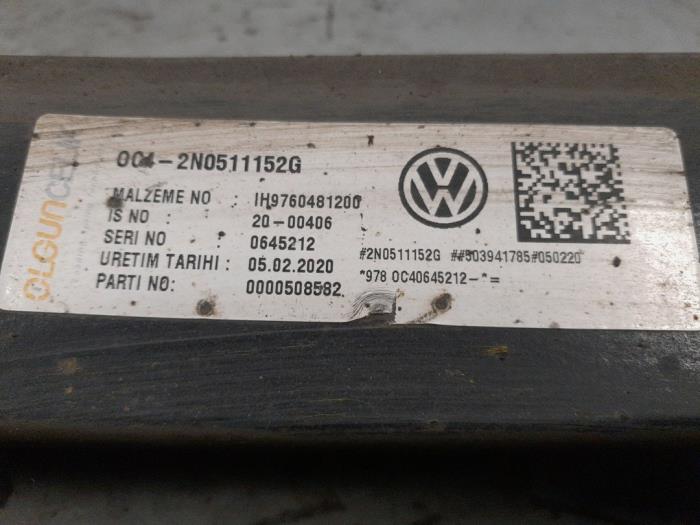 OLGUNCELIK
OC4-2N0511152G
MALZEME NO : IH9760481200
IS NO : 20-00406
SERI NO : 0645212
URETIM TARIHI : 05.02.2020
PARTI NO: 0000508582
#2N0511152G ##503941785#050220
*978 0C40645212-*=